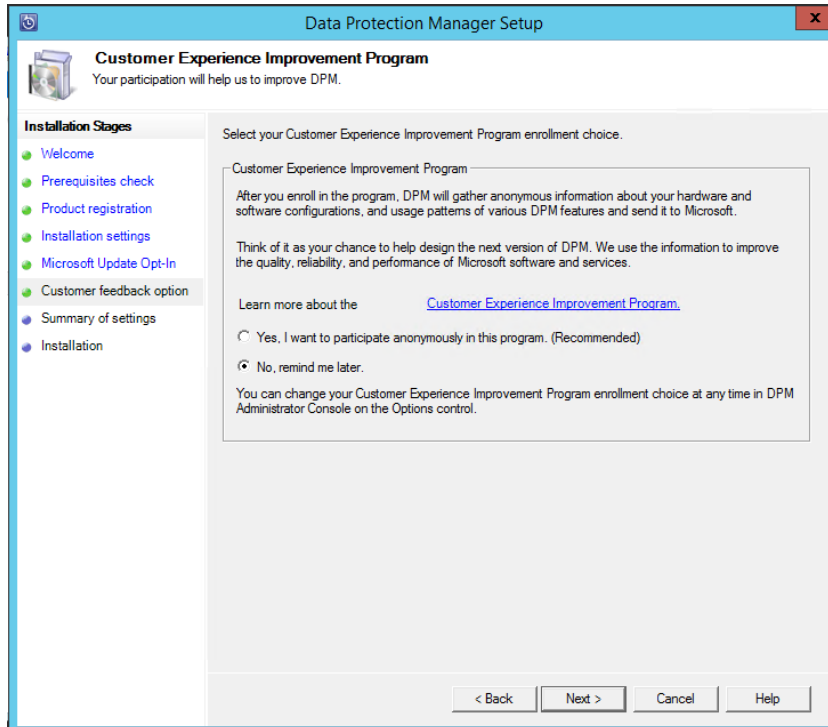 Data Protection Manager Setup
x
Customer Experience Improvement Program
Your participation will help us to improve DPM.
Installation Stages
Welcome
Prerequisites check
Product registration
Installation settings
Microsoft Update Opt-In
Customer feedback option
Summary of settings
Installation
Select your Customer Experience Improvement Program enrollment choice.
Customer Experience Improvement Program
After you enroll in the program, DPM will gather anonymous information about your hardware and
software configurations, and usage patterns of various DPM features and send it to Microsoft.
Think of it as your chance to help design the next version of DPM. We use the information to improve
the quality, reliability, and performance of Microsoft software and services.
Learn more about the Customer Experience Improvement Program.
Yes, I want to participate anonymously in this program. (Recommended)
No, remind me later.
You can change your Customer Experience Improvement Program enrollment choice at any time in DPM
Administrator Console on the Options control.
< Back Next > Cancel Help